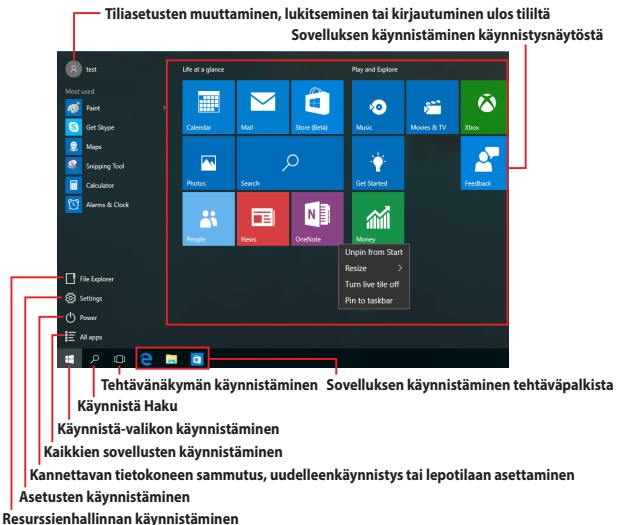 Tiliasetusten muuttaminen, lukitseminen tai kirjautuminen ulos tililtä
Sovelluksen käynnistäminen käynnistysnäytöstä
test
Life at a glance
Play and Explore
Most used
Paint
Get Skype
Maps
Snipping Tool
Calculator
Alarms & Clock
Calendar
Mail
Store (Beta)
Music
Movies & TV
Xbox
Photos
Search
Get Started
Feedback
People
News
OneNote
Money
Unpin from Start
Resize
Turn live tile off
Pin to taskbar
File Explorer
Settings
Power
All apps
Tehtävänäkymän käynnistäminen
Sovelluksen käynnistäminen tehtäväpalkista
Käynnistä Haku
Käynnistä-valikon käynnistäminen
Kaikkien sovellusten käynnistäminen
Kannettavan tietokoneen sammutus, uudelleenkäynnistys tai lepotilaan asettaminen
Asetusten käynnistäminen
Resurssienhallinnan käynnistäminen